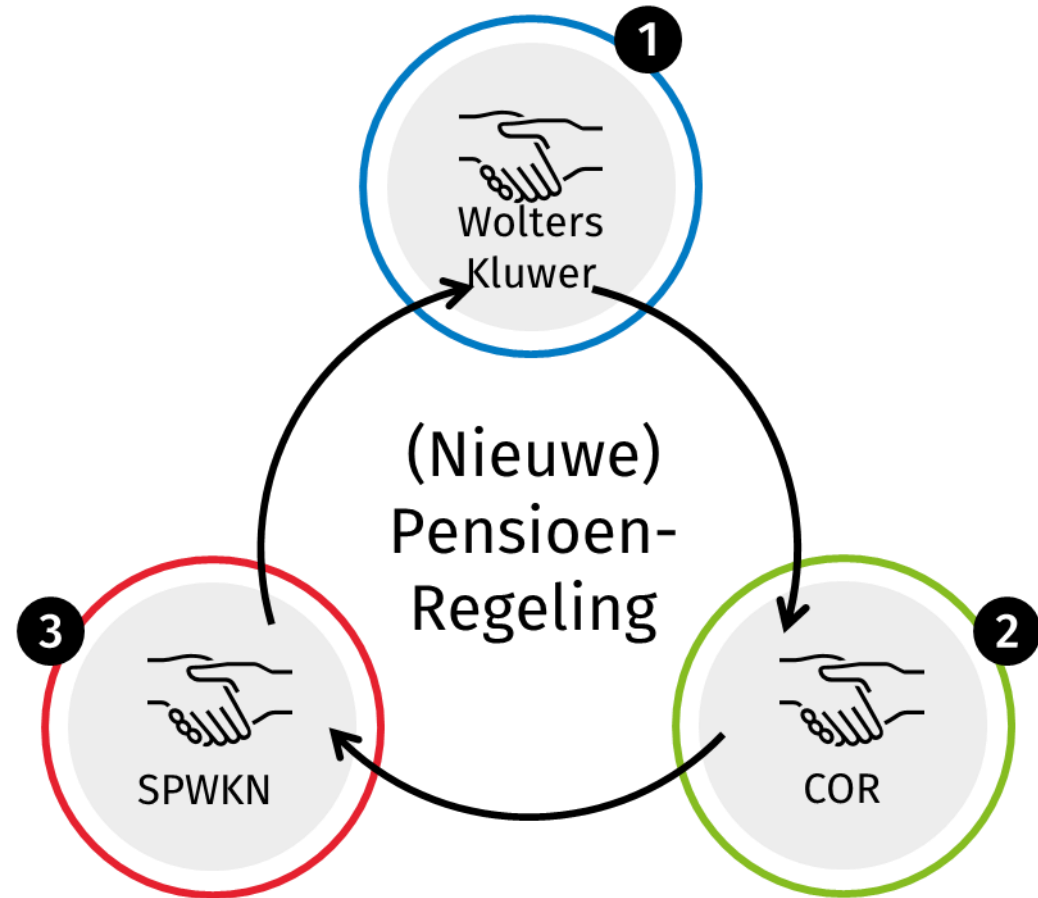 1
Wolters
Kluwer
(Nieuwe)
Pensioen-
Regeling
3
SPWKN
2
COR